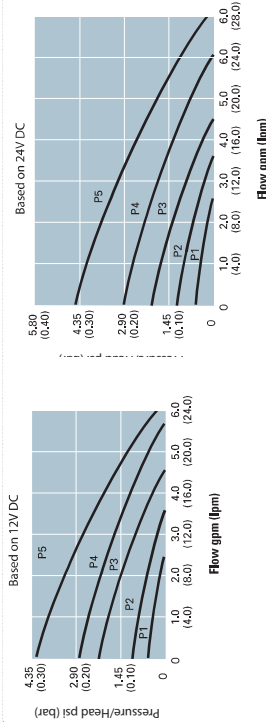 Based on 12V DC
Pressure/Head psi (bar)
4.35
(0.30)
2.90
(0.20)
1.45
(0.10)
0
P5
P4
P3
P2
P1
0 1.0 2.0 3.0 4.0 5.0 6.0
(4.0) (8.0) (12.0) (16.0) (20.0) (24.0)
Flow gpm (lpm)
Based on 24V DC
5.80
(0.40)
4.35
(0.30)
2.90
(0.20)
1.45
(0.10)
0
P5
P4
P3
P2
P1
0 1.0 2.0 3.0 4.0 5.0 6.0 6.0
(4.0) (8.0) (12.0) (16.0) (20.0) (24.0) (28.0)
Flow gpm (lpm)